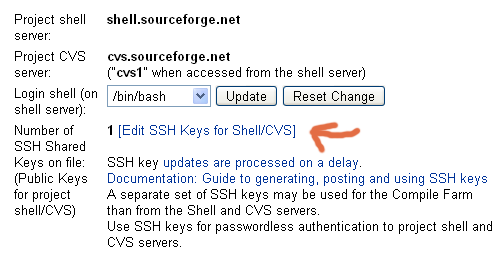 Project shell shell.sourceforge.net
server:
Project CVS cvs.sourceforge.net
server: ("cvs1" when accessed from the shell server)
Login shell (on /bin/bash Update Reset Change
shell server):
Number of 1 [Edit SSH Keys for Shell/CVS]
SSH Shared
Keys on file: SSH key updates are processed on a delay.
(Public Keys Documentation: Guide to generating, posting and using SSH keys
for project A separate set of SSH keys may be used for the Compile Farm
shell/CVS) than from the Shell and CVS servers.
Use SSH keys for passwordless authentication to project shell and
CVS servers.